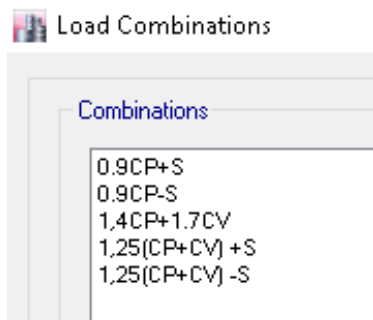 Load Combinations
Combinations
0.9CP+S
0.9CP-S
1,4CP+1.7CV
1,25(CP+CV) +S
1,25(CP+CV) -S